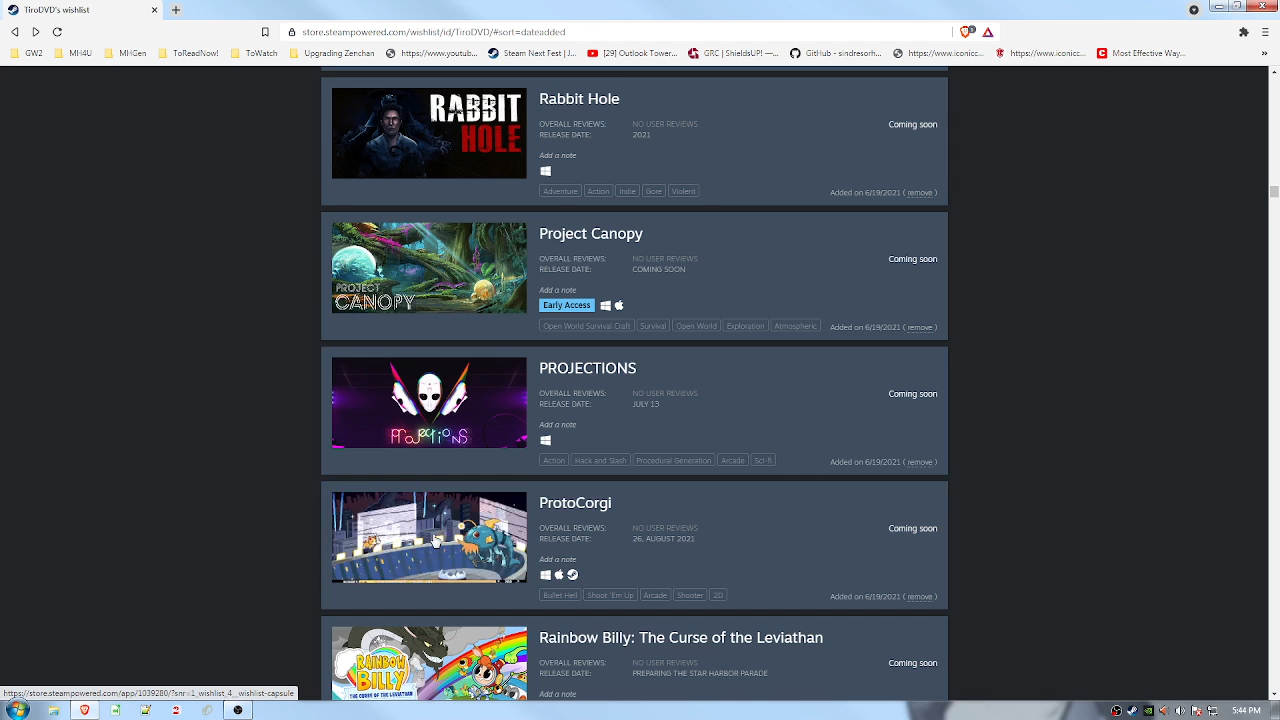 TiroDVD's wishlist
store.steampowered.com/wishlist/id/TiroDVD/#sort=dateadded
GW2 MH4U MHGen ToReadNow! ToWatch Upgrading Zenchan https://www.youtub... Steam Next Fest |... [29] Outlook Tower... GRC | ShieldsUP! —... GitHub - sindresorh... https://www.iconicc... https://www.iconicc... Most Effective Way...
RABBIT HOLE
Rabbit Hole
OVERALL REVIEWS: NO USER REVIEWS
Coming soon
RELEASE DATE: 2021
Add a note
Adventure Action Indie Gore Violent
Added on 6/19/2021 ( remove )
PROJECT CANOPY
Project Canopy
OVERALL REVIEWS: NO USER REVIEWS
Coming soon
RELEASE DATE: COMING SOON
Add a note
Early Access
Open World Survival Craft Survival Open World Exploration Atmospheric
Added on 6/19/2021 ( remove )
PROJECTIONS
PROJECTIONS
OVERALL REVIEWS: NO USER REVIEWS
Coming soon
RELEASE DATE: JULY 13
Add a note
Action Hack and Slash Procedural Generation Arcade Sci-fi
Added on 6/19/2021 ( remove )
ProtoCorgi
OVERALL REVIEWS: NO USER REVIEWS
Coming soon
RELEASE DATE: 26, AUGUST 2021
Add a note
Bullet Hell Shoot 'Em Up Arcade Shooter 2D
Added on 6/19/2021 ( remove )
RAINBOW BILLY THE CURSE OF THE LEVIATHAN
Rainbow Billy: The Curse of the Leviathan
OVERALL REVIEWS: NO USER REVIEWS
Coming soon
RELEASE DATE: PREPARING THE STAR HARBOR PARADE
Add a note
https://store.steampowered.com/app/1039280/?snr=1_wishlist_4__wishlist-capsule
5:44 PM